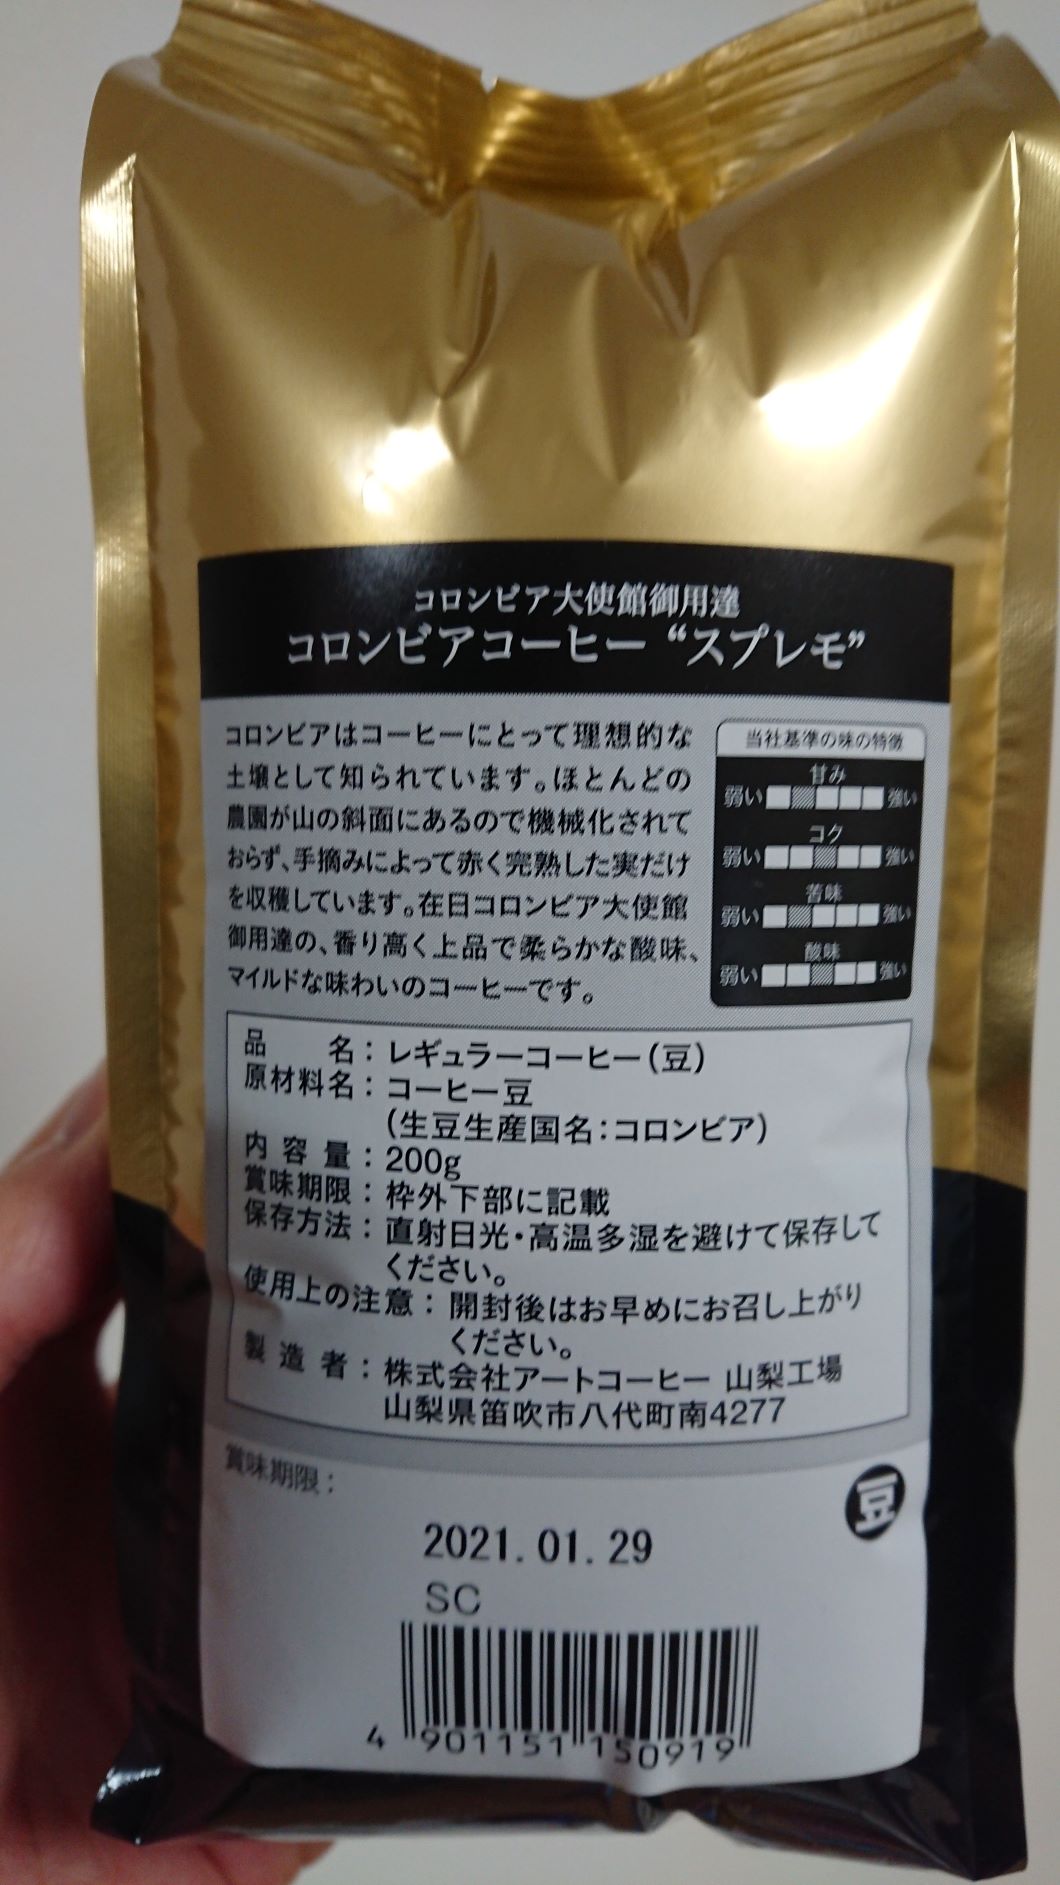 コロンビア大使館御用達
コロンビアコーヒー “スプレモ”
コロンビアはコーヒーにとって理想的な
土壌として知られています。ほとんどの
農園が山の斜面にあるので機械化されて
おらず、手摘みによって赤く完熟した実だけ
を収穫しています。在日コロンビア大使館
御用達の、香り高く上品で柔らかな酸味、
マイルドな味わいのコーヒーです。
当社基準の味の特徴
甘み
弱い 強い
コク
弱い 強い
苦味
弱い 強い
酸味
弱い 強い
品名：レギュラーコーヒー（豆）
原材料名：コーヒー豆
（生豆生産国名：コロンビア）
内容量：200g
賞味期限：枠外下部に記載
保存方法：直射日光・高温多湿を避けて保存して
ください。
使用上の注意：開封後はお早めにお召し上がり
ください。
製造者：株式会社アートコーヒー 山梨工場
山梨県笛吹市八代町南4277
賞味期限：
豆
2021.01.29
SC
4 901151 150919